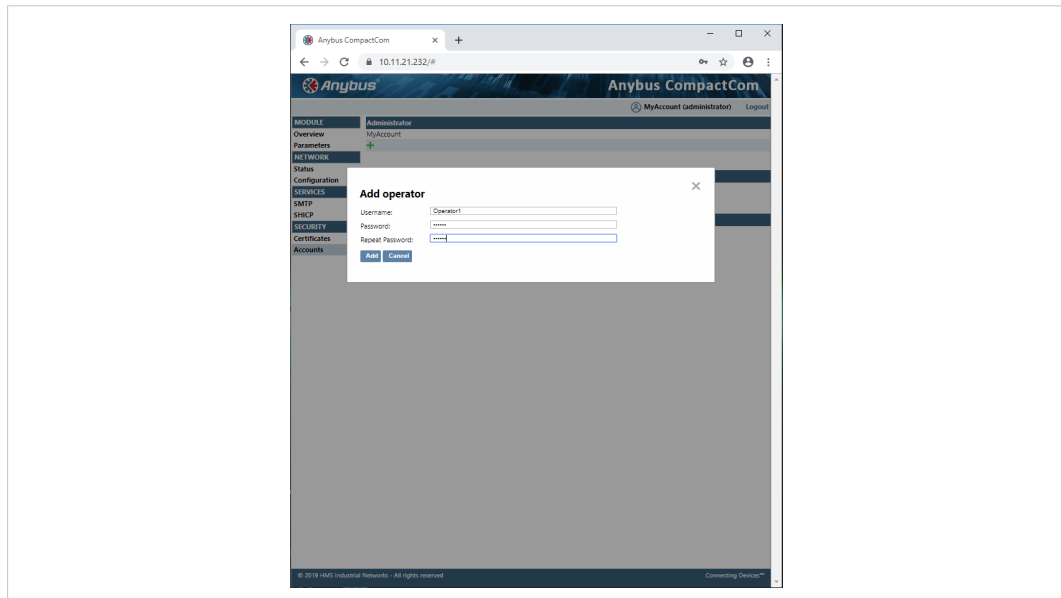 Anybus CompactCom
10.11.21.232/#
Anybus® Anybus CompactCom
MyAccount (administrator) Logout
MODULE
Overview
Parameters
NETWORK
Status
Configuration
SERVICES
SMTP
SHICP
SECURITY
Certificates
Accounts
Administrator
MyAccount
Add operator
Username: Operator1
Password: ••••••
Repeat Password: ••••••
Add Cancel
© 2019 HMS Industrial Networks - All rights reserved Connecting Devices™